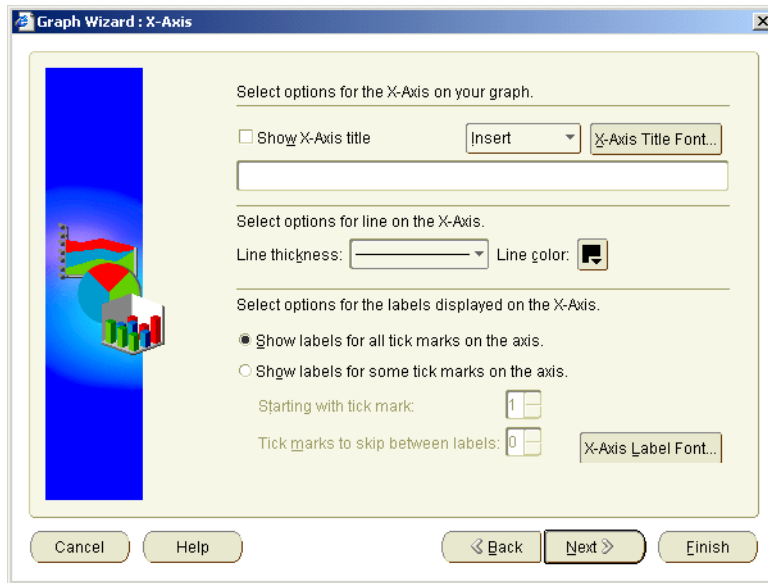 Graph Wizard : X-Axis
Select options for the X-Axis on your graph.
Show X-Axis title Insert X-Axis Title Font...
Select options for line on the X-Axis.
Line thickness: Line color:
Select options for the labels displayed on the X-Axis.
Show labels for all tick marks on the axis.
Show labels for some tick marks on the axis.
Starting with tick mark: 1
Tick marks to skip between labels: 0 X-Axis Label Font...
Cancel Help Back Next Finish